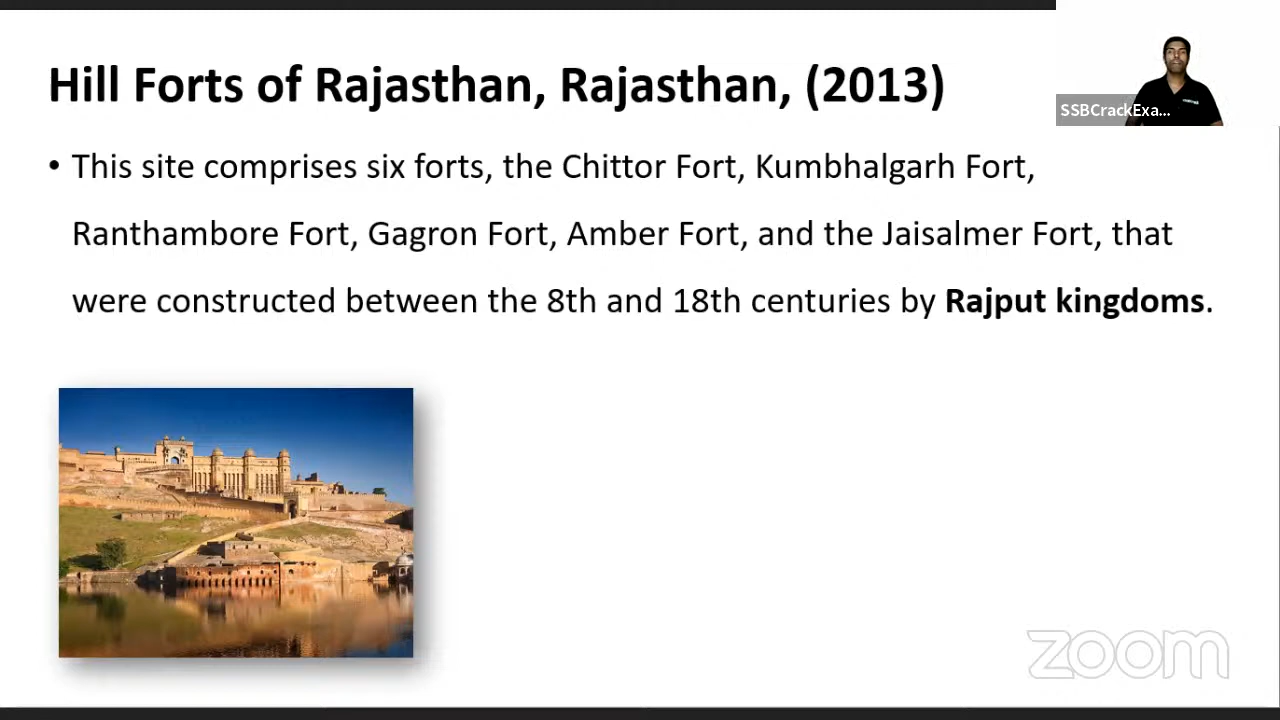 Hill Forts of Rajasthan, Rajasthan, (2013)
SSBCrackExa...
• This site comprises six forts, the Chittor Fort, Kumbhalgarh Fort,
Ranthambore Fort, Gagron Fort, Amber Fort, and the Jaisalmer Fort, that
were constructed between the 8th and 18th centuries by Rajput kingdoms.
zoom